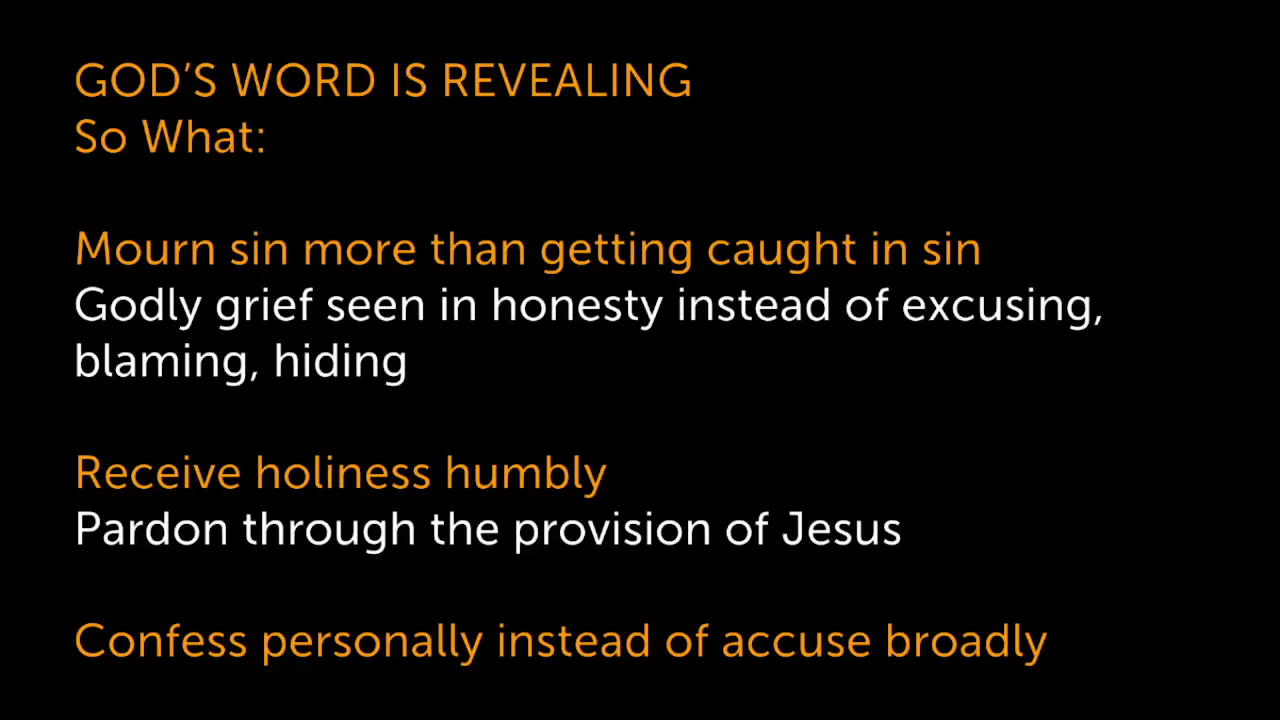 GOD’S WORD IS REVEALING
So What:
Mourn sin more than getting caught in sin
Godly grief seen in honesty instead of excusing,
blaming, hiding
Receive holiness humbly
Pardon through the provision of Jesus
Confess personally instead of accuse broadly